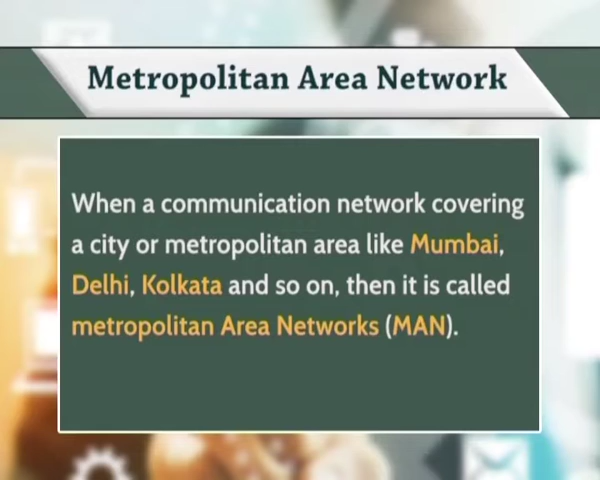 Metropolitan Area Network
When a communication network covering
a city or metropolitan area like Mumbai,
Delhi, Kolkata and so on, then it is called
metropolitan Area Networks (MAN).